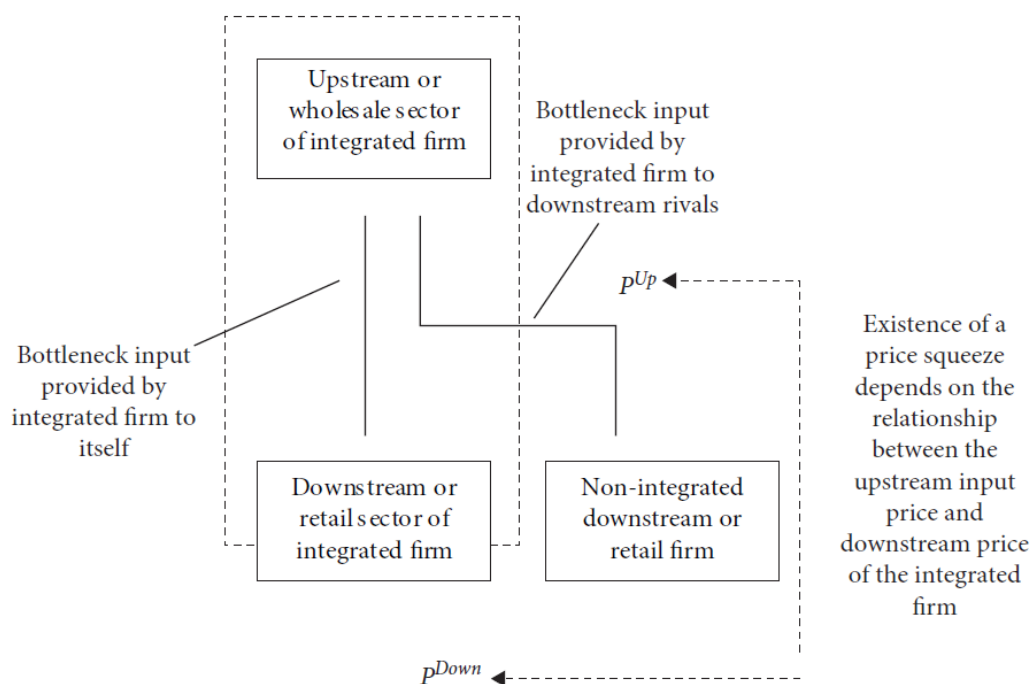 Upstream or
wholesale sector
of integrated firm
Bottleneck input
provided by
integrated firm to
downstream rivals
P^Up
Bottleneck input
provided by
integrated firm to
itself
Existence of a
price squeeze
depends on the
relationship
between the
upstream input
price and
downstream price
of the integrated
firm
Downstream or
retail sector of
integrated firm
Non-integrated
downstream or
retail firm
P^Down